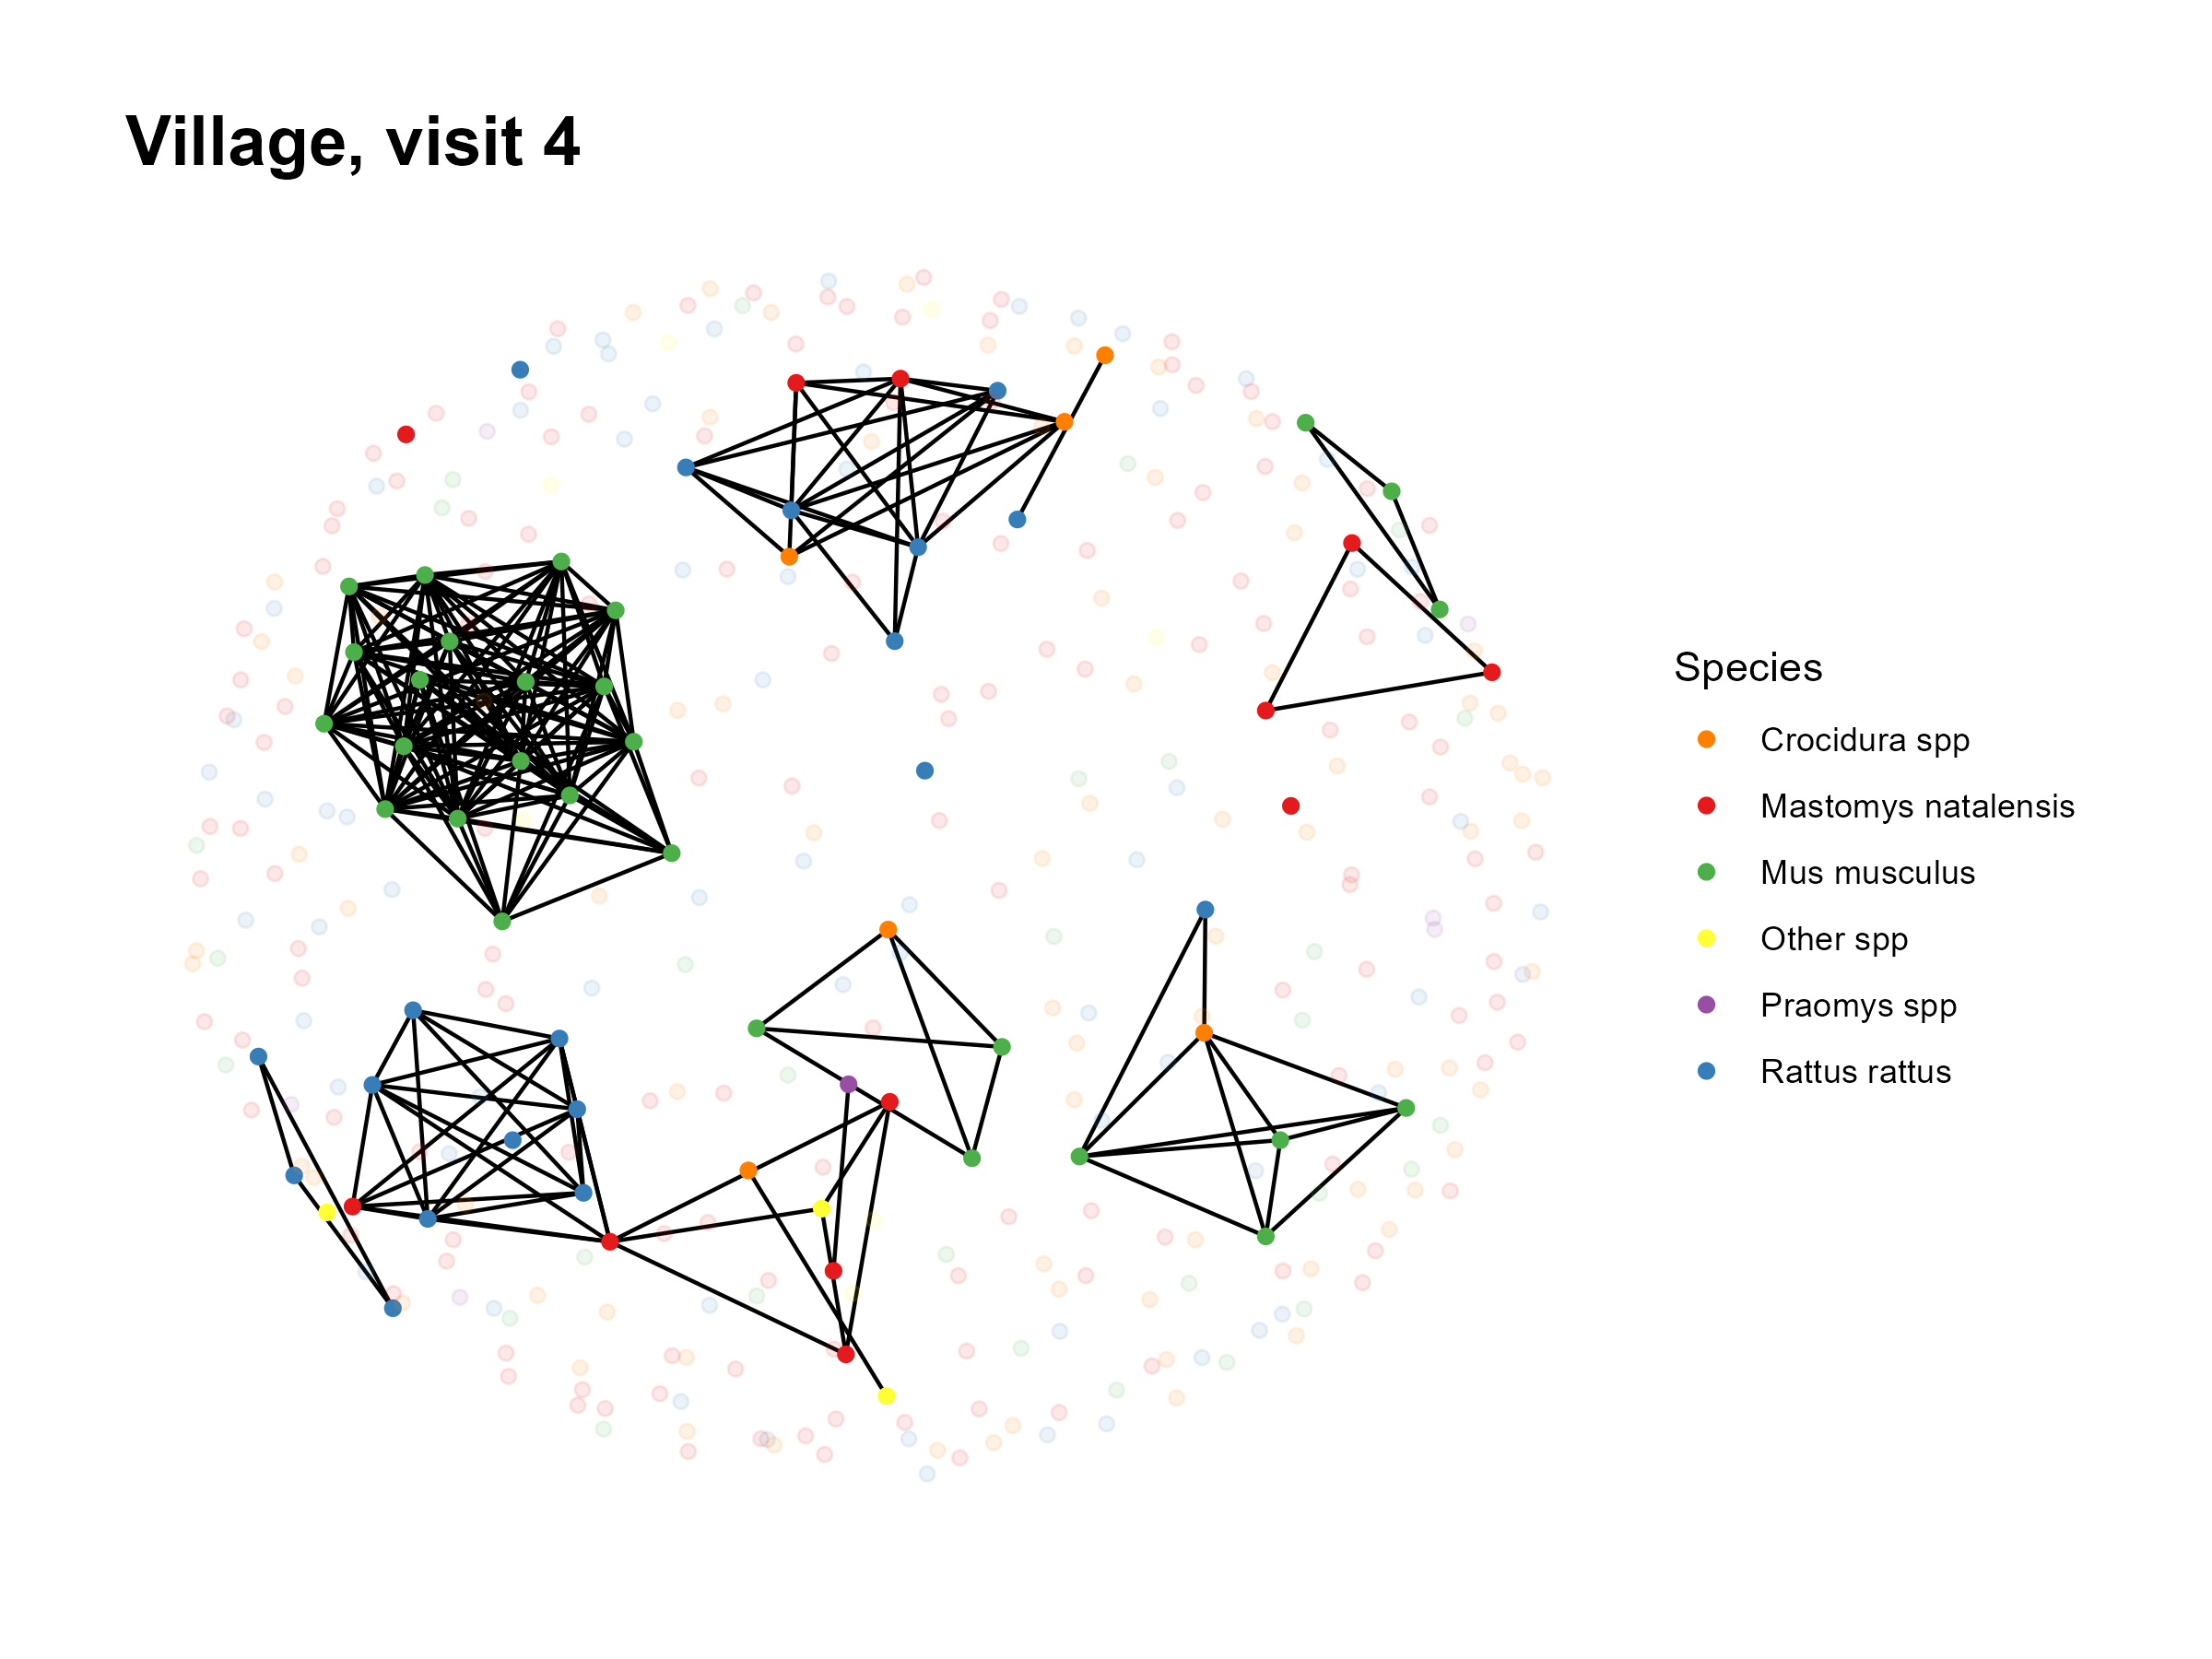 Village, visit 4
Species
Crocidura spp
Mastomys natalensis
Mus musculus
Other spp
Praomys spp
Rattus rattus